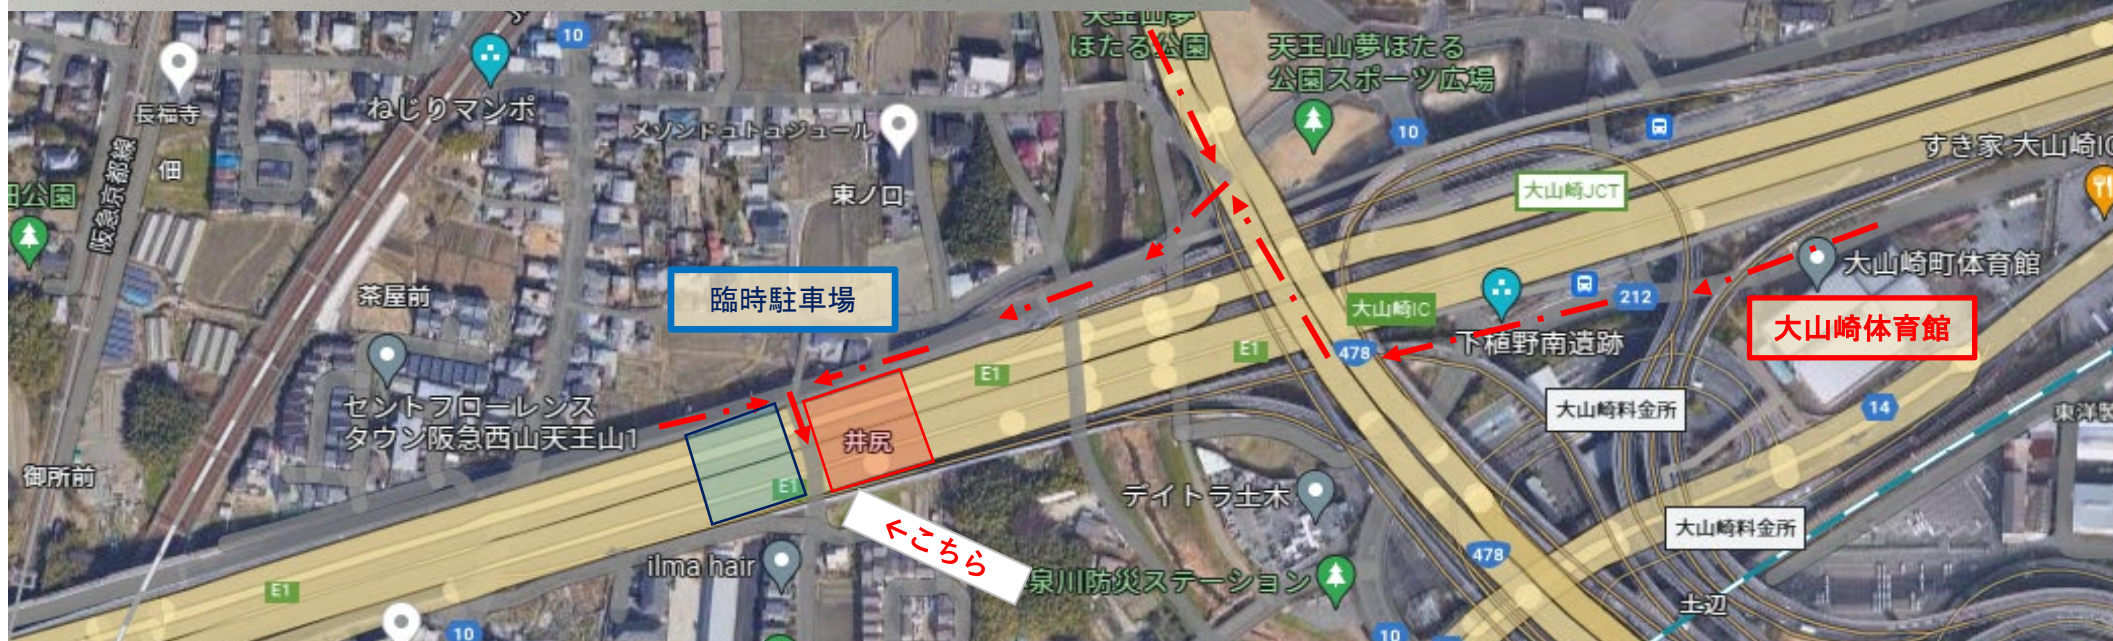 天王山夢
ほたる公園
天王山夢ほたる
公園スポーツ広場
10
ねじりマンポ
長福寺
佃
阪急京都線
メゾンドュトュジュール
東ノ口
10
すき家 大山崎IC
大山崎JCT
田公園
茶屋前
臨時駐車場
大山崎IC
212
大山崎町体育館
大山崎体育館
下植野南遺跡
478
E1
E1
セントフローレンス
タウン阪急西山天王山1
井尻
大山崎料金所
14
東洋製
御所前
E1
デイトラ土木
大山崎料金所
←こちら
ilma hair
泉川防災ステーション
478
E1
土辺
10
10